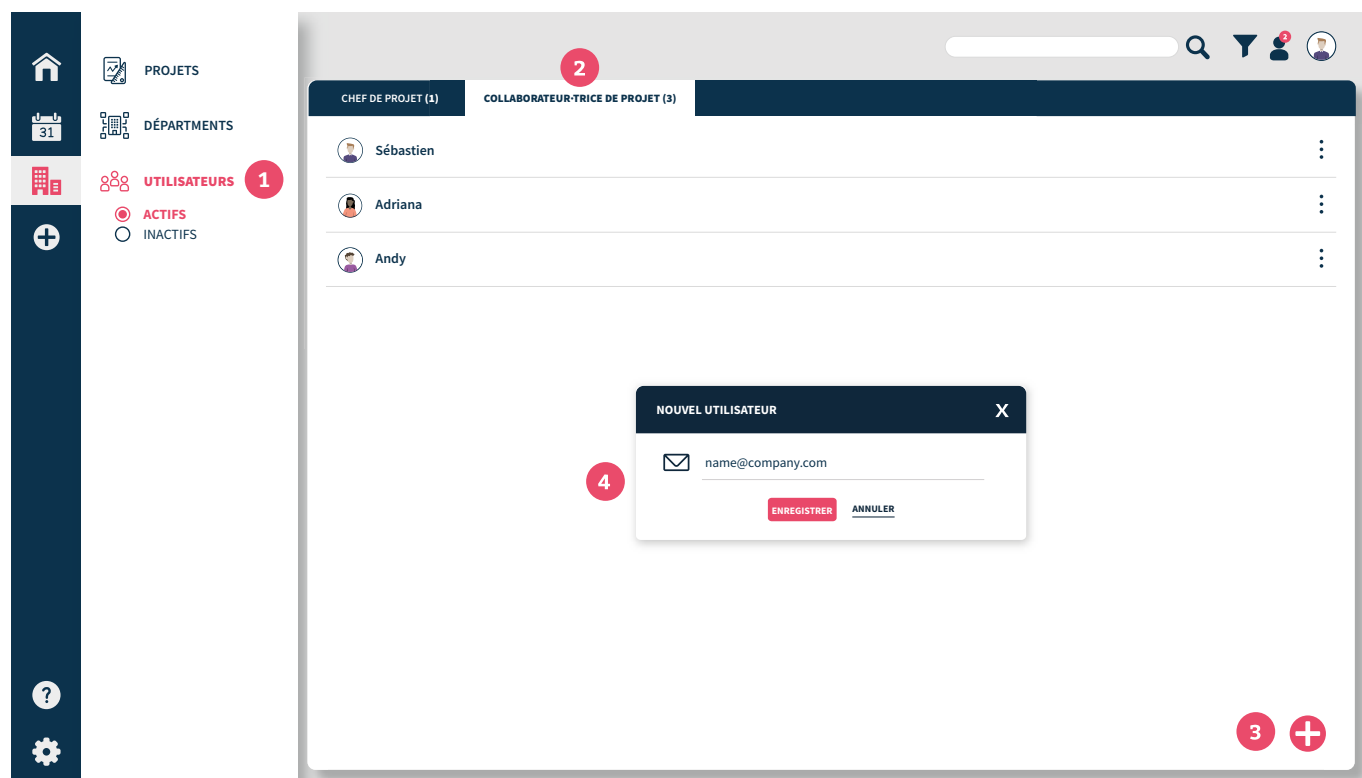 2
31
PROJETS
DÉPARTMENTS
UTILISATEURS
1
ACTIFS
INACTIFS
?
2
CHEF DE PROJET (1)
COLLABORATEUR·TRICE DE PROJET (3)
Sébastien
Adriana
Andy
NOUVEL UTILISATEUR
X
name@company.com
4
ENREGISTRER
ANNULER
3